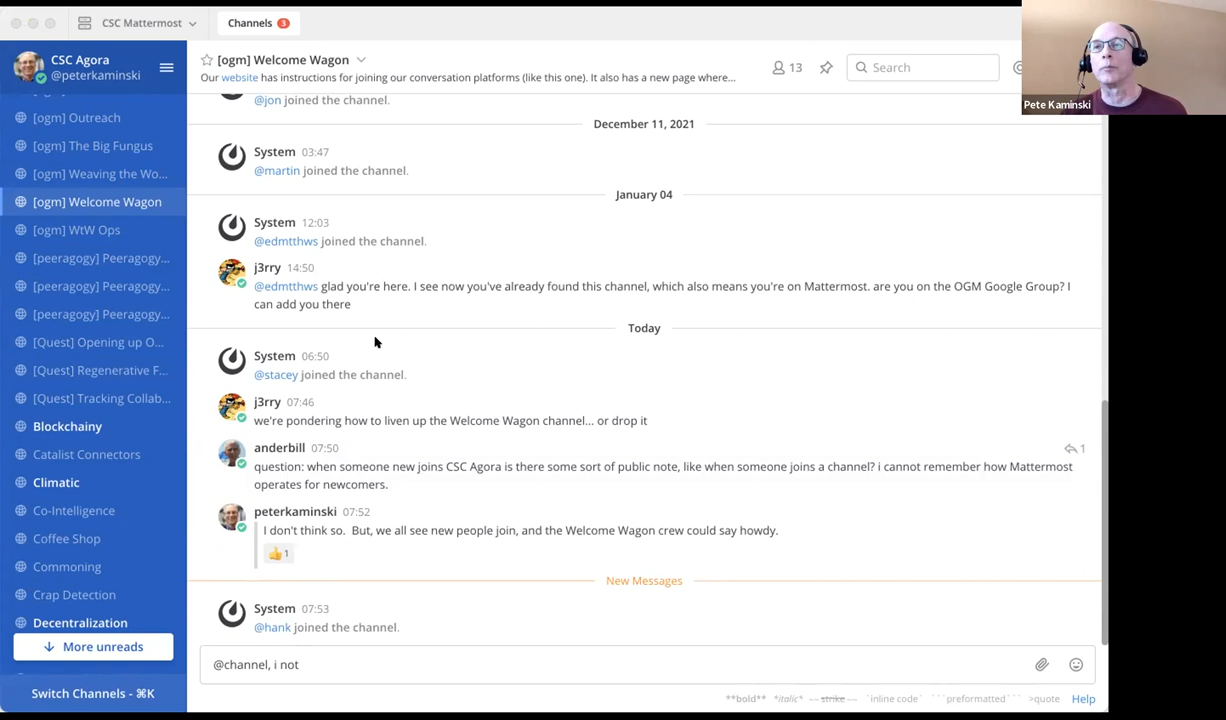 CSC Mattermost
Channels 3
CSC Agora
@peterkaminski
[ogm] Outreach
[ogm] The Big Fungus
[ogm] Weaving the Wo...
[ogm] Welcome Wagon
[ogm] WtW Ops
[peeragogy] Peeragogy...
[peeragogy] Peeragogy...
[peeragogy] Peeragogy...
[Quest] Opening up O...
[Quest] Regenerative F...
[Quest] Tracking Collab...
Blockchainy
Catalist Connectors
Climatic
Co-Intelligence
Coffee Shop
Commoning
Crap Detection
Decentralization
More unreads
Switch Channels - ⌘K
[ogm] Welcome Wagon
Our website has instructions for joining our conversation platforms (like this one). It also has a new page where...
13
Search
Pete Kaminski
@jon joined the channel.
December 11, 2021
System 03:47
@martin joined the channel.
January 04
System 12:03
@edmtthws joined the channel.
j3rry 14:50
@edmtthws glad you're here. I see now you've already found this channel, which also means you're on Mattermost. are you on the OGM Google Group? I
can add you there
Today
System 06:50
@stacey joined the channel.
j3rry 07:46
we're pondering how to liven up the Welcome Wagon channel... or drop it
anderbill 07:50
1
question: when someone new joins CSC Agora is there some sort of public note, like when someone joins a channel? i cannot remember how Mattermost
operates for newcomers.
peterkaminski 07:52
I don't think so. But, we all see new people join, and the Welcome Wagon crew could say howdy.
👍 1
New Messages
System 07:53
@hank joined the channel.
@channel, i not
**bold** *italic* ~~strike~~ `inline code` ```preformatted``` >quote Help